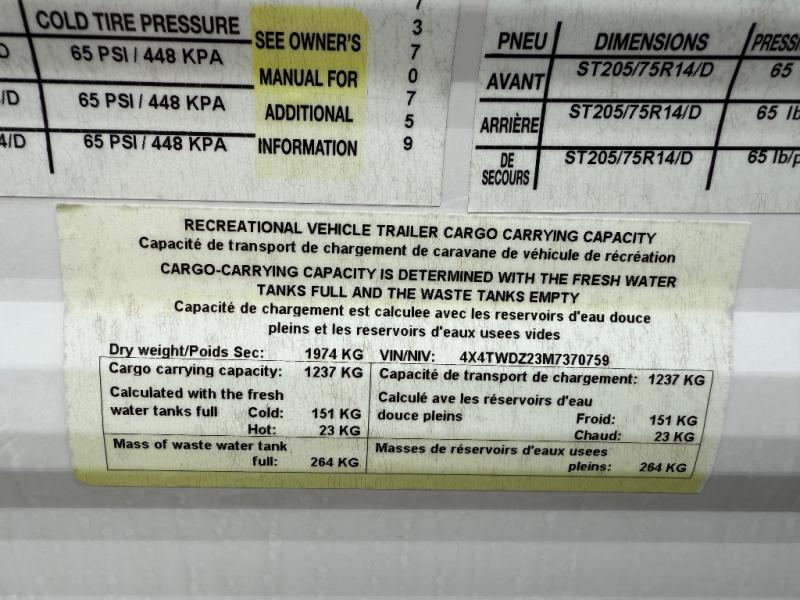 COLD TIRE PRESSURE
/D 65 PSI / 448 KPA
/D 65 PSI / 448 KPA
4/D 65 PSI / 448 KPA
SEE OWNER'S
MANUAL FOR
ADDITIONAL
INFORMATION
7
3
7
0
7
5
9
PNEU DIMENSIONS PRESSI
AVANT ST205/75R14/D 65
ARRIÈRE ST205/75R14/D 65 lb
DE SECOURS ST205/75R14/D 65 lb/p
RECREATIONAL VEHICLE TRAILER CARGO CARRYING CAPACITY
Capacité de transport de chargement de caravane de véhicule de récréation
CARGO-CARRYING CAPACITY IS DETERMINED WITH THE FRESH WATER
TANKS FULL AND THE WASTE TANKS EMPTY
Capacité de chargement est calculee avec les reservoirs d'eau douce
pleins et les reservoirs d'eaux usees vides
Dry weight/Poids Sec: 1974 KG VIN/NIV: 4X4TWDZ23M7370759
Cargo carrying capacity: 1237 KG
Calculated with the fresh
water tanks full Cold: 151 KG
Hot: 23 KG
Mass of waste water tank
full: 264 KG
Capacité de transport de chargement: 1237 KG
Calculé ave les réservoirs d'eau
douce pleins Froid: 151 KG
Chaud: 23 KG
Masses de réservoirs d'eaux usees
pleins: 264 KG